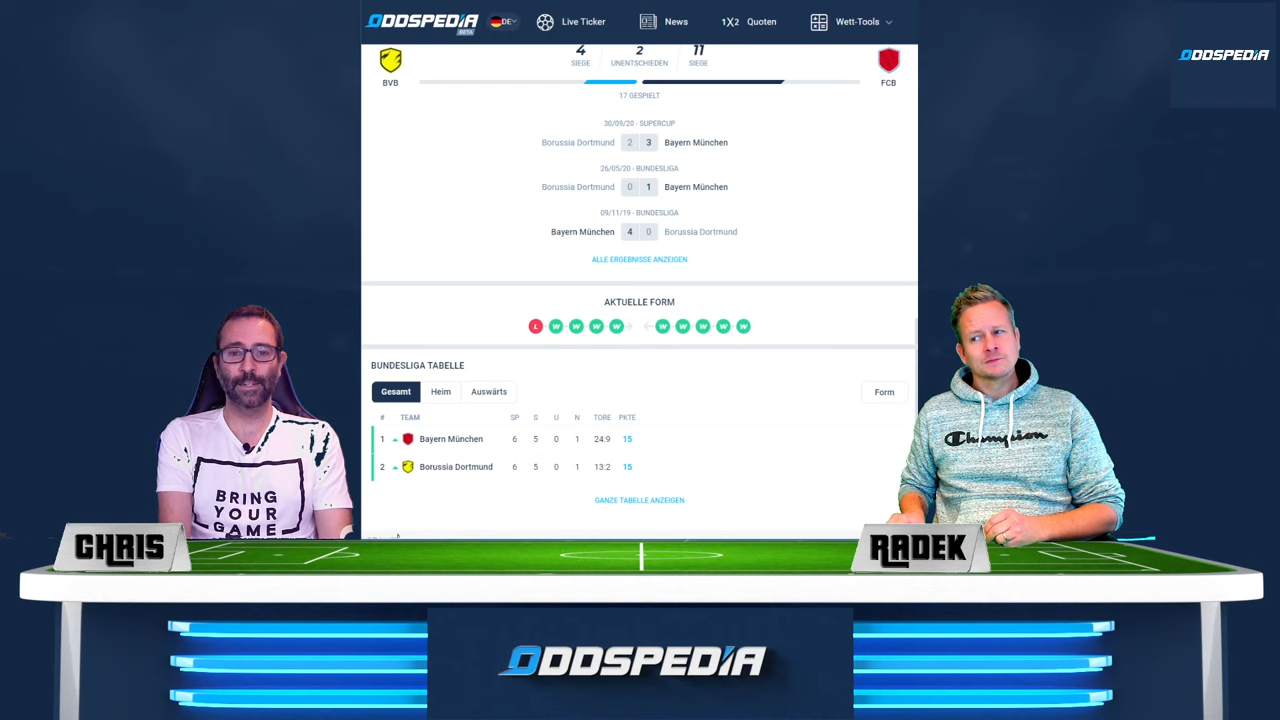 ODDSPEDIA
BETA
DE
Live Ticker
News
1X2 Quoten
Wett-Tools
ODDSPEDIA
4
2
11
SIEGE
UNENTSCHIEDEN
SIEGE
BVB
FCB
17 GESPIELT
30/09/20 - SUPERCUP
Borussia Dortmund 2 3 Bayern München
26/05/20 - BUNDESLIGA
Borussia Dortmund 0 1 Bayern München
09/11/19 - BUNDESLIGA
Bayern München 4 0 Borussia Dortmund
ALLE ERGEBNISSE ANZEIGEN
AKTUELLE FORM
L W W W W W W W W W
BUNDESLIGA TABELLE
Gesamt Heim Auswärts Form
# TEAM SP S U N TORE PKTE
1 Bayern München 6 5 0 1 24:9 15
2 Borussia Dortmund 6 5 0 1 13:2 15
GANZE TABELLE ANZEIGEN
BRING
YOUR
GAME
Champion
CHRIS
RADEK
ODDSPEDIA